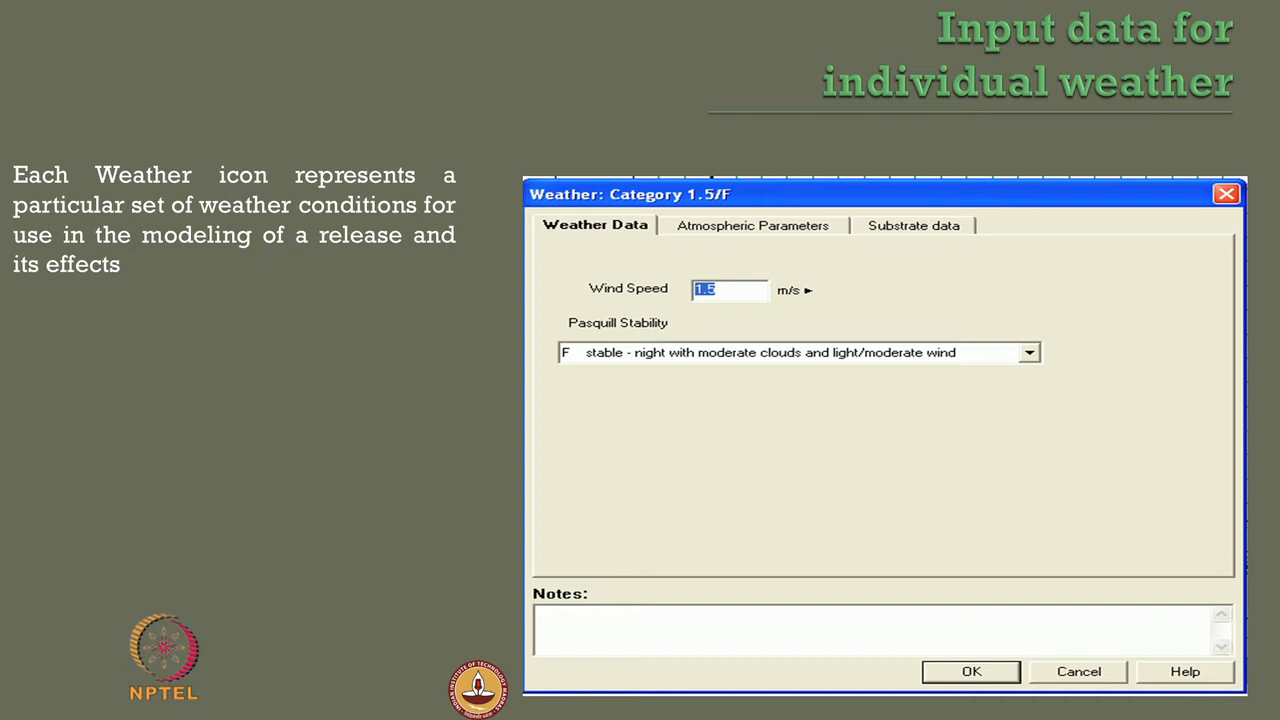 Input data for
individual weather
Each Weather icon represents a
particular set of weather conditions for
use in the modeling of a release and
its effects
Weather: Category 1.5/F
Weather Data Atmospheric Parameters Substrate data
Wind Speed 1.5 m/s
Pasquill Stability
F stable - night with moderate clouds and light/moderate wind
Notes:
OK Cancel Help
NPTEL